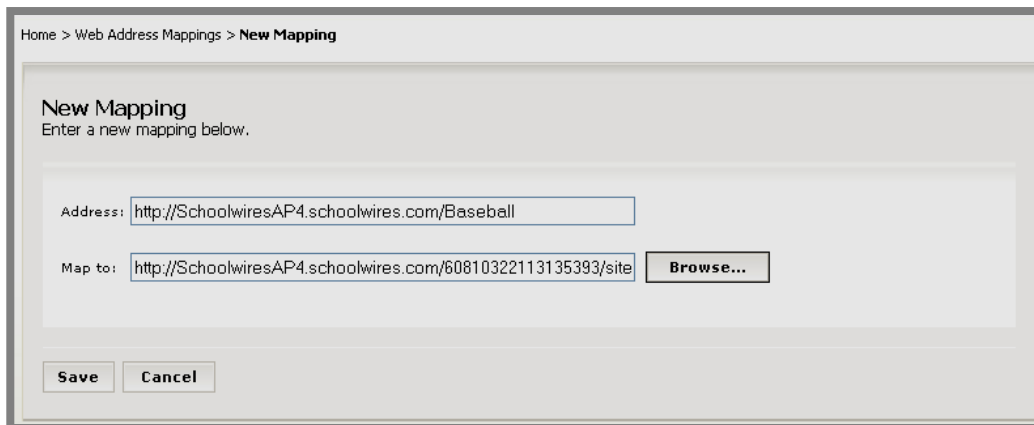 Home > Web Address Mappings > New Mapping
New Mapping
Enter a new mapping below.
Address: http://SchoolwiresAP4.schoolwires.com/Baseball
Map to: http://SchoolwiresAP4.schoolwires.com/60810322113135393/site Browse...
Save Cancel